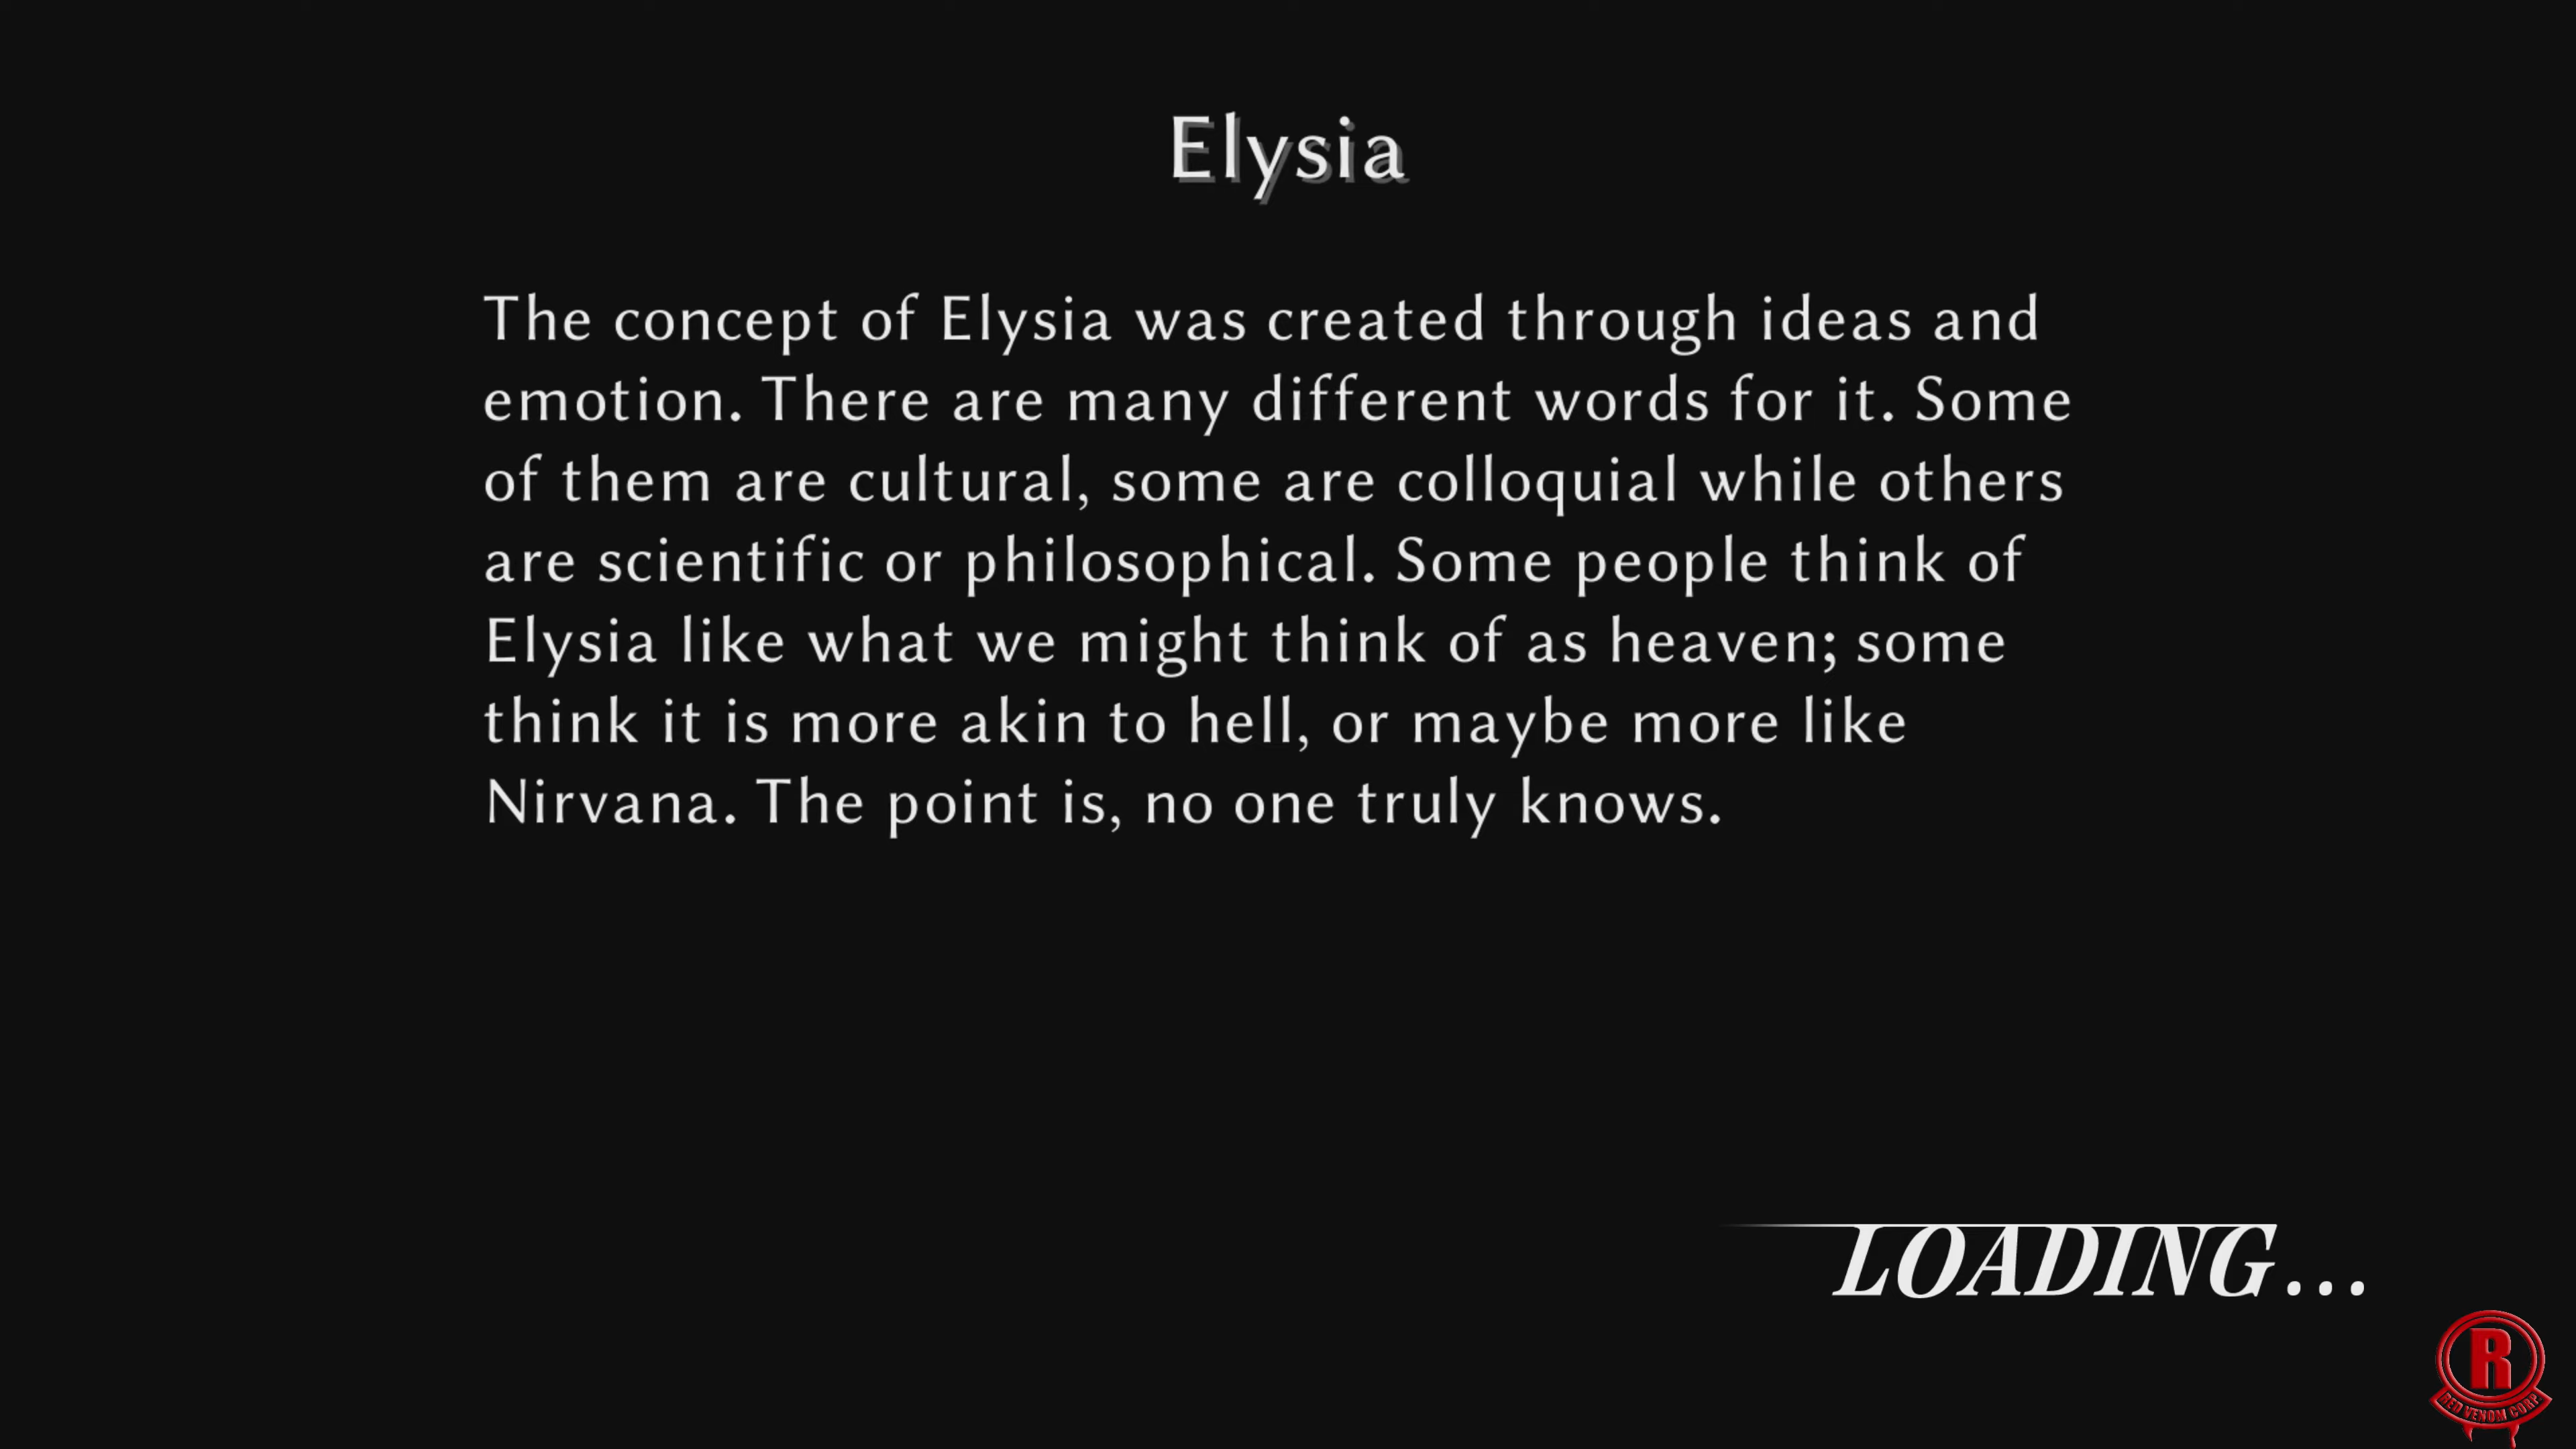 Elysia
The concept of Elysia was created through ideas and
emotion. There are many different words for it. Some
of them are cultural, some are colloquial while others
are scientific or philosophical. Some people think of
Elysia like what we might think of as heaven; some
think it is more akin to hell, or maybe more like
Nirvana. The point is, no one truly knows.
LOADING...
R
RED VENOM CORP